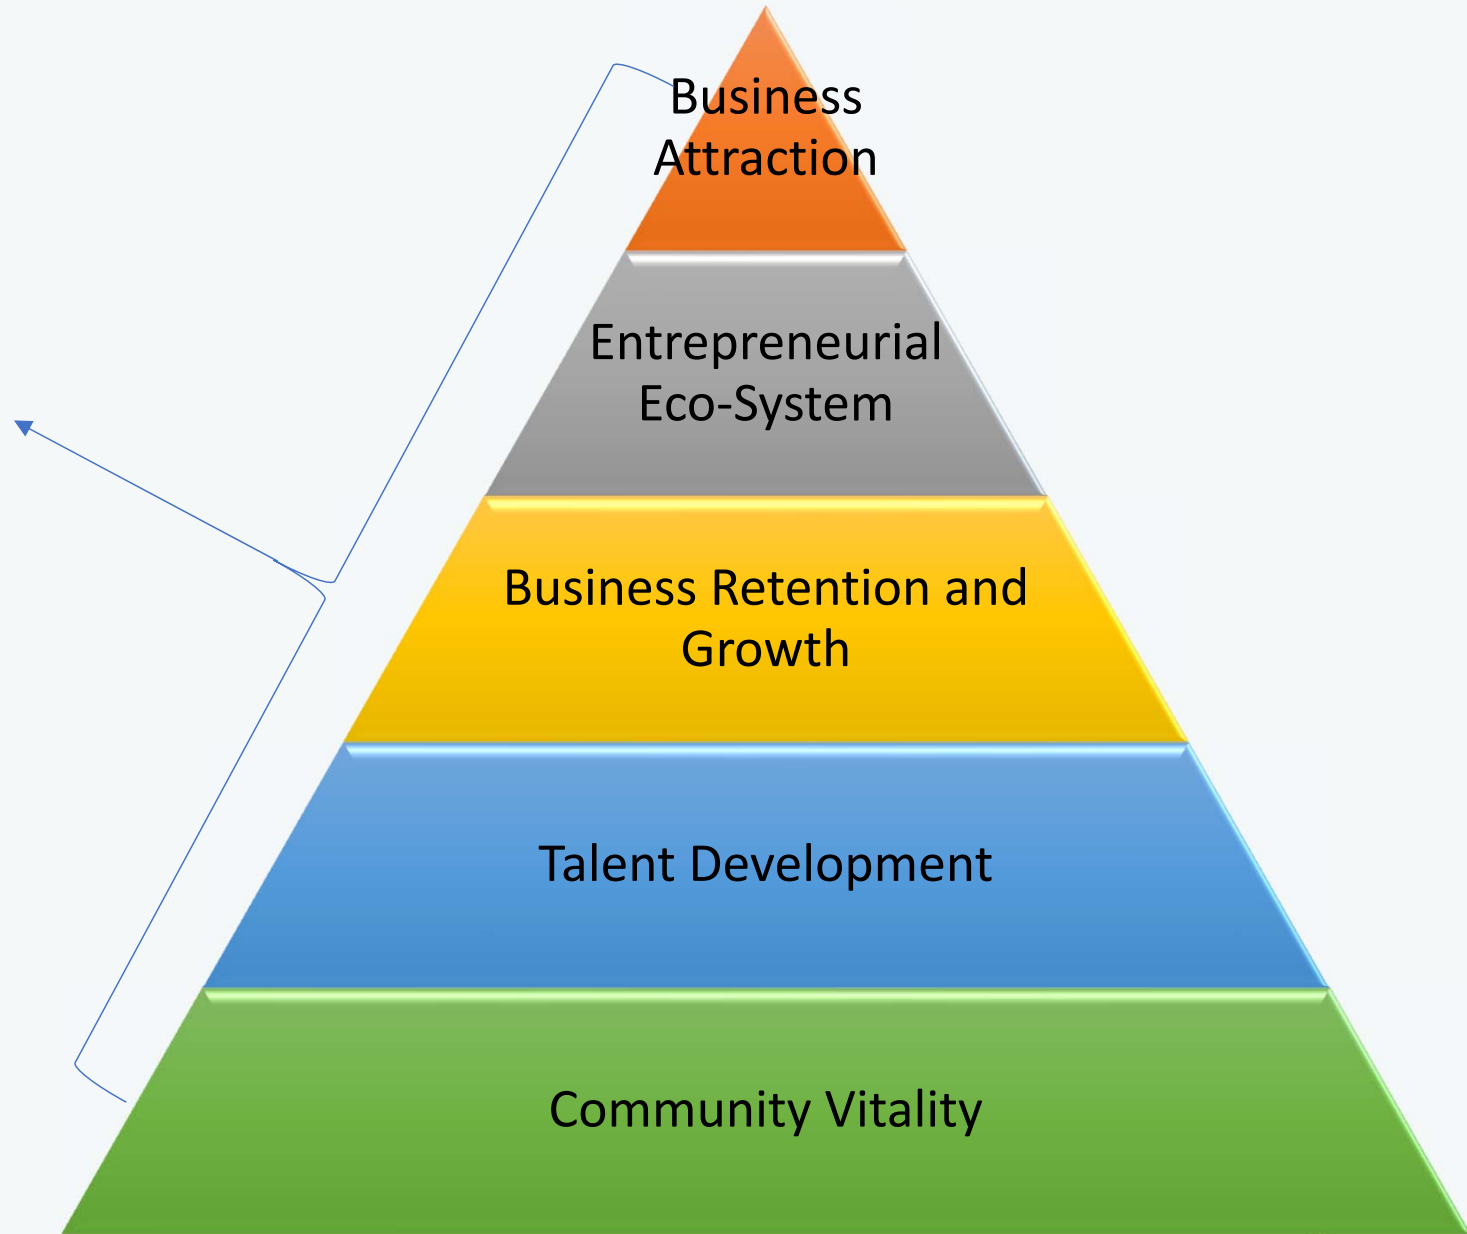 Business
Attraction
Entrepreneurial
Eco-System
Business Retention and
Growth
Talent Development
Community Vitality